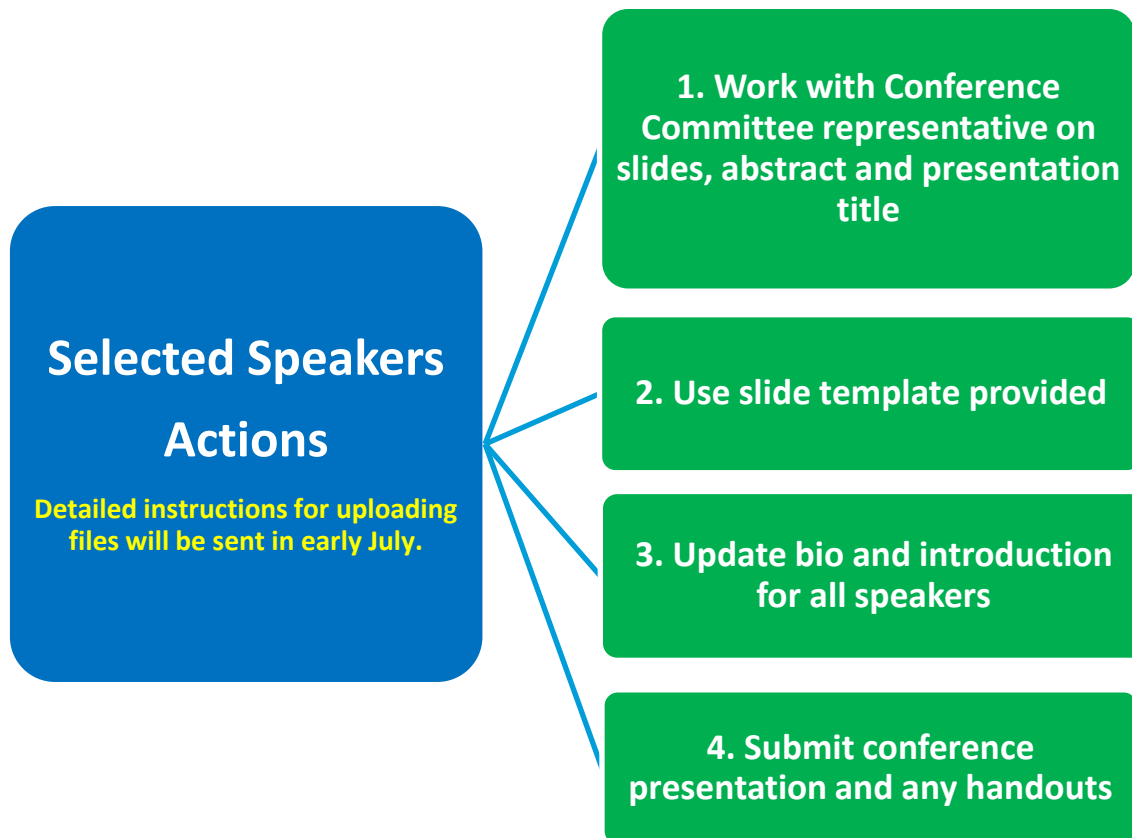 Selected Speakers
Actions
Detailed instructions for uploading
files will be sent in early July.
1. Work with Conference
Committee representative on
slides, abstract and presentation
title
2. Use slide template provided
3. Update bio and introduction
for all speakers
4. Submit conference
presentation and any handouts